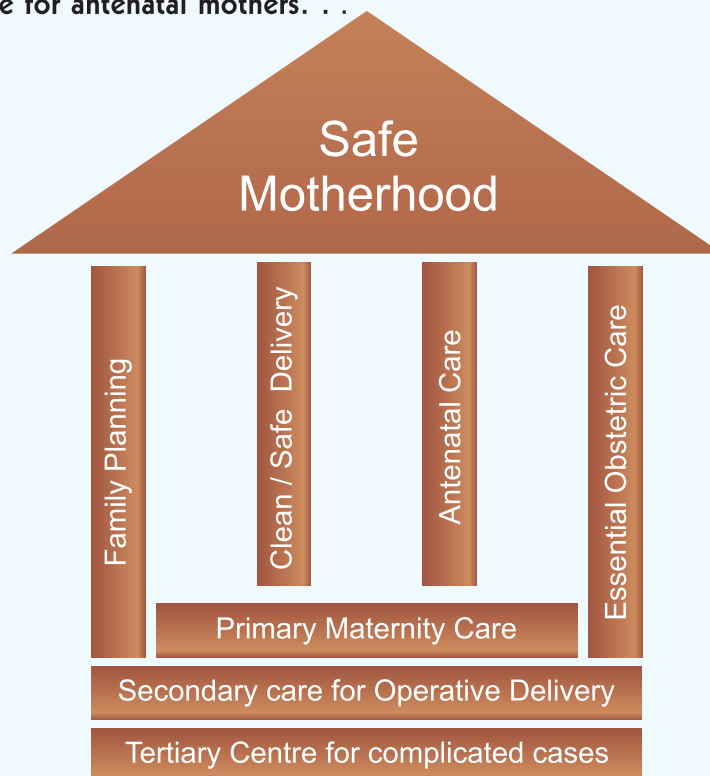 e for antenatal mothers. . .
Safe
Motherhood
Family Planning
Clean / Safe Delivery
Antenatal Care
Essential Obstetric Care
Primary Maternity Care
Secondary care for Operative Delivery
Tertiary Centre for complicated cases